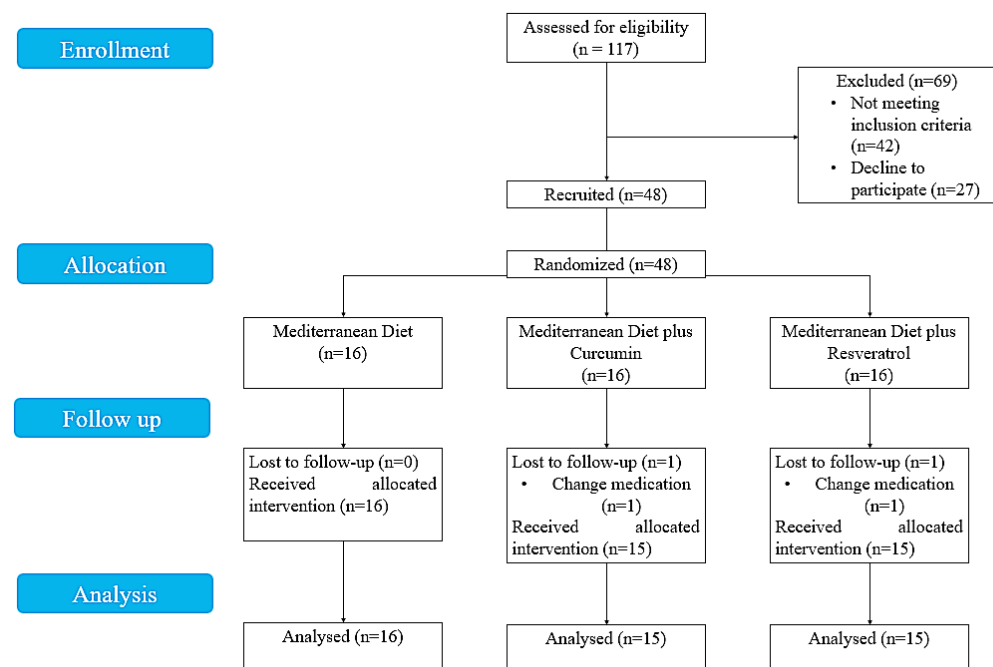 Enrollment
Assessed for eligibility
(n = 117)
Excluded (n=69)
• Not meeting
inclusion criteria
(n=42)
• Decline to
participate (n=27)
Recruited (n=48)
Allocation
Randomized (n=48)
Mediterranean Diet
(n=16)
Mediterranean Diet plus
Curcumin
(n=16)
Mediterranean Diet plus
Resveratrol
(n=16)
Follow up
Lost to follow-up (n=0)
Received allocated
intervention (n=16)
Lost to follow-up (n=1)
• Change medication
(n=1)
Received allocated
intervention (n=15)
Lost to follow-up (n=1)
• Change medication
(n=1)
Received allocated
intervention (n=15)
Analysis
Analysed (n=16)
Analysed (n=15)
Analysed (n=15)